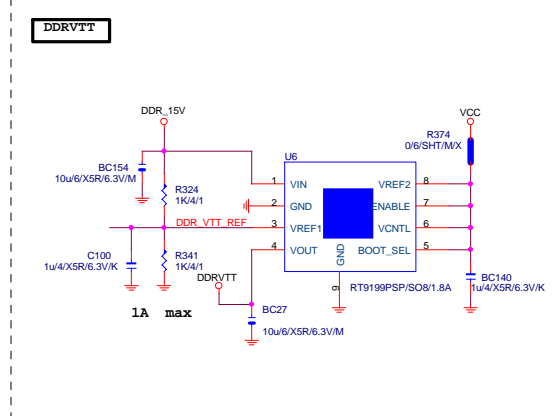 DDRVTT
DDR_15V
VCC
R374
0/6/SHT/M/X
U6
BC154
10u/6/X5R/6.3V/M
R324
1K/4/1
1 VIN VREF2 8
2 GND ENABLE 7
DDR_VTT_REF 3 VREF1 VCNTL 6
4 VOUT BOOT_SEL 5
GND
9
C100
1u/4/X5R/6.3V/K
R341
1K/4/1
DDRVTT
RT9199PSP/SO8/1.8A
BC140
1u/4/X5R/6.3V/K
1A max
BC27
10u/6/X5R/6.3V/M